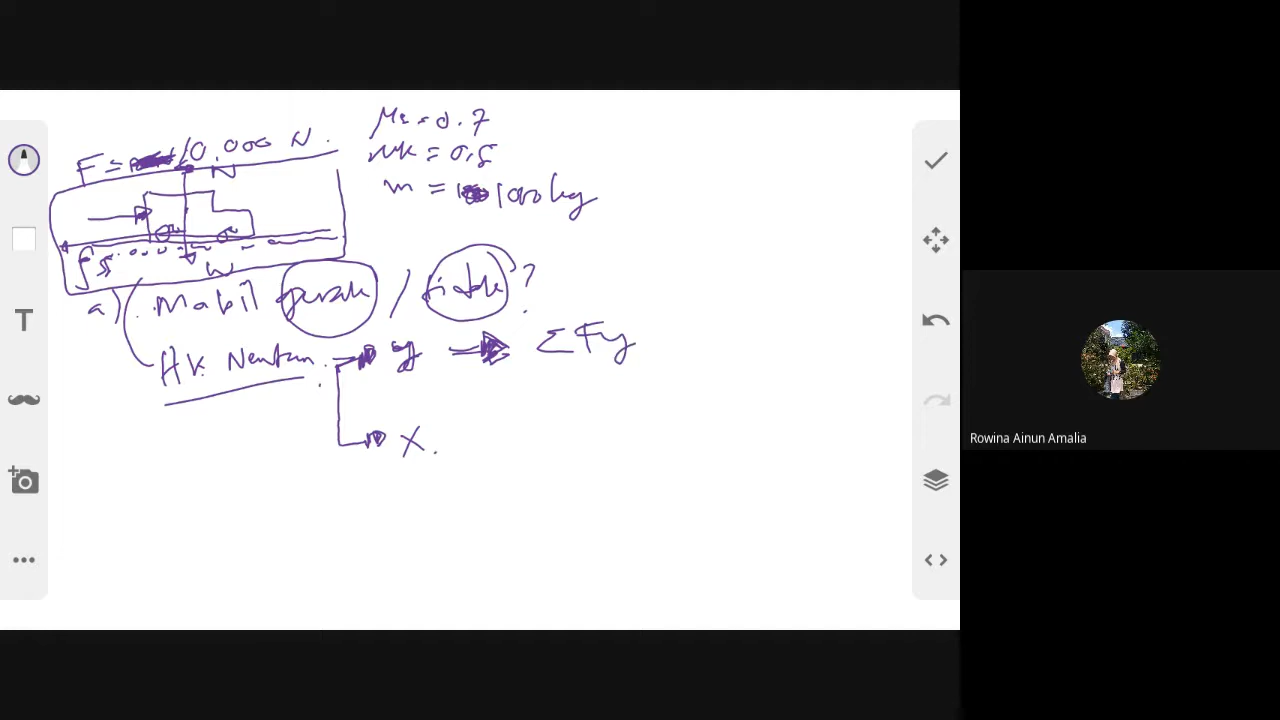 F = 10.000 N.
μs = 0.7
μk = 0,5
m = 1000 kg
N
fs
W
a) Mobil gerak / tidak ?
Hk Newton. y ΣFy
x.
T
Rowina Ainun Amalia